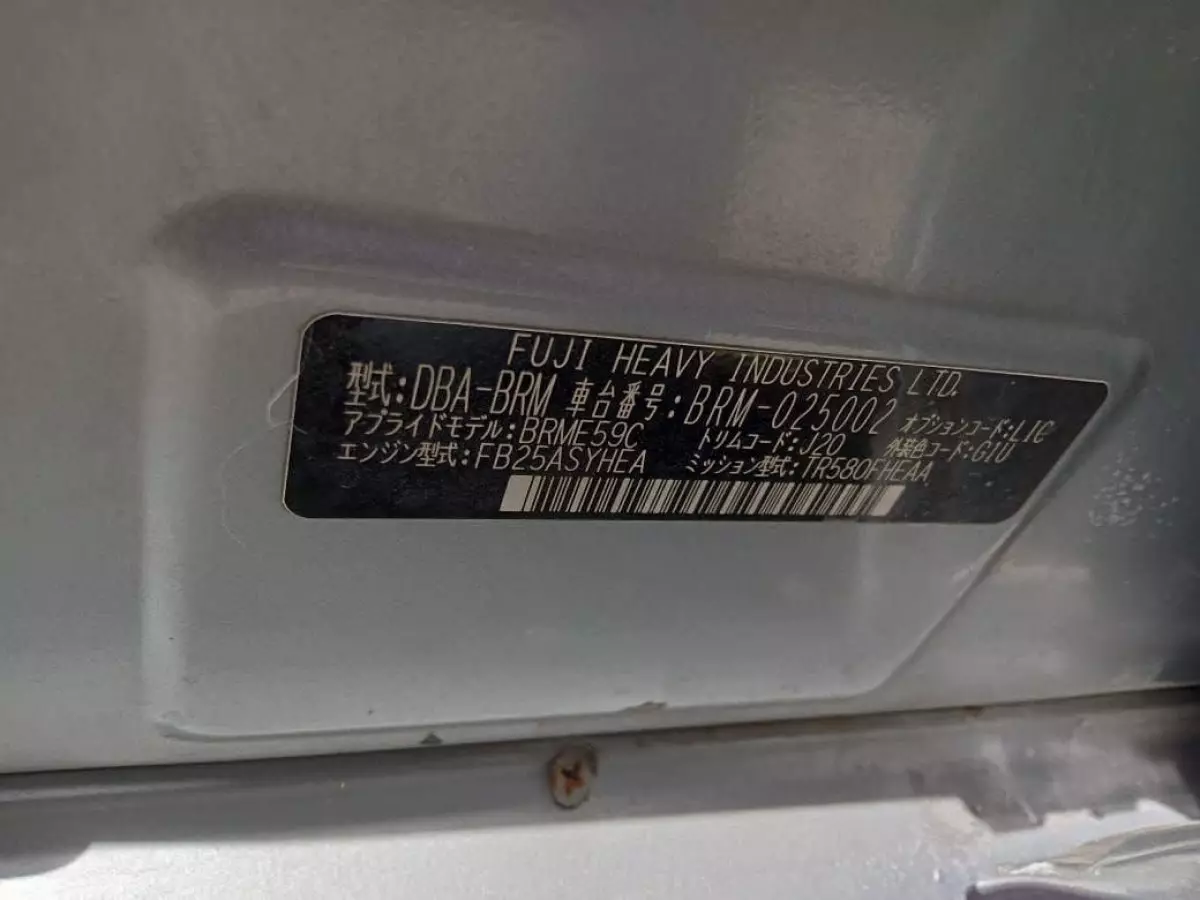 FUJI HEAVY INDUSTRIES LTD.
型式:DBA-BRM 車台番号:BRM-025002 オプションコード:LIC
アプライドモデル:BRME59C トリムコード:J20 外装色コード:G1U
エンジン型式:FB25ASYHEA ミッション型式:TR580FHEAA